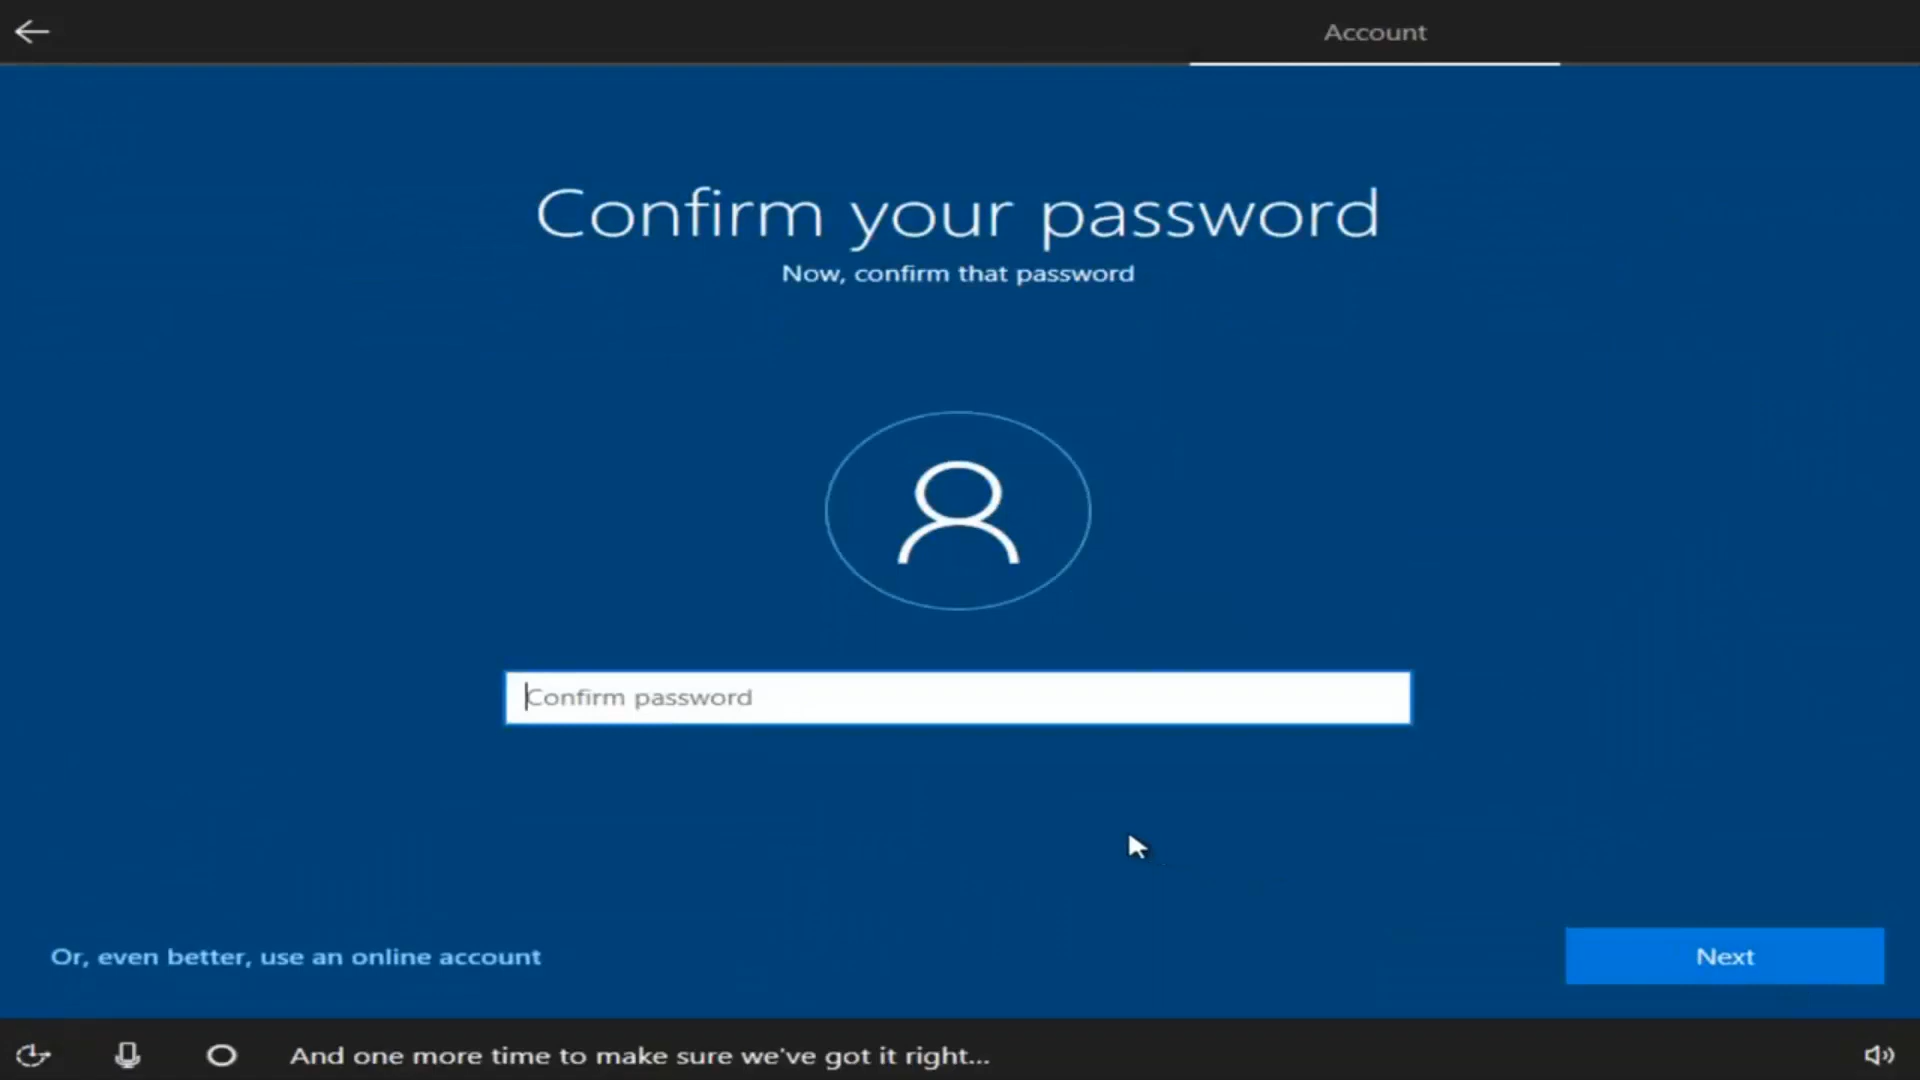 Account
Confirm your password
Now, confirm that password
Confirm password
Or, even better, use an online account
Next
And one more time to make sure we've got it right...